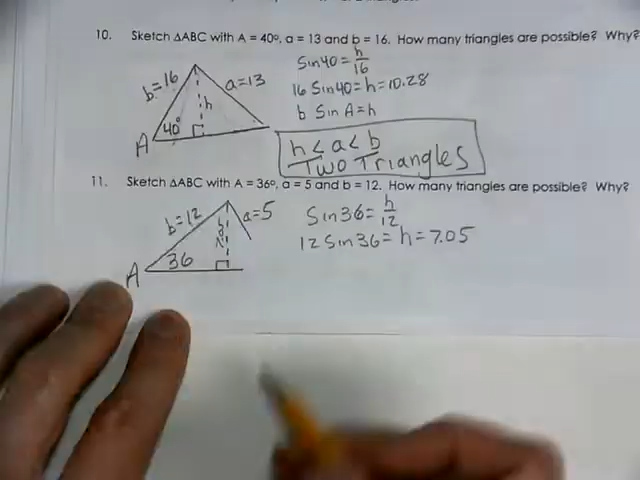 10. Sketch ΔABC with A = 40º, a = 13 and b = 16. How many triangles are possible? Why?
b=16
a=13
h
A
40°
Sin40 = h/16
16 Sin40 = h = 10.28
b Sin A = h
h < a < b
Two Triangles
11. Sketch ΔABC with A = 36º, a = 5 and b = 12. How many triangles are possible? Why?
b=12
a=5
A
36
Sin36 = h/12
12 Sin36 = h = 7.05